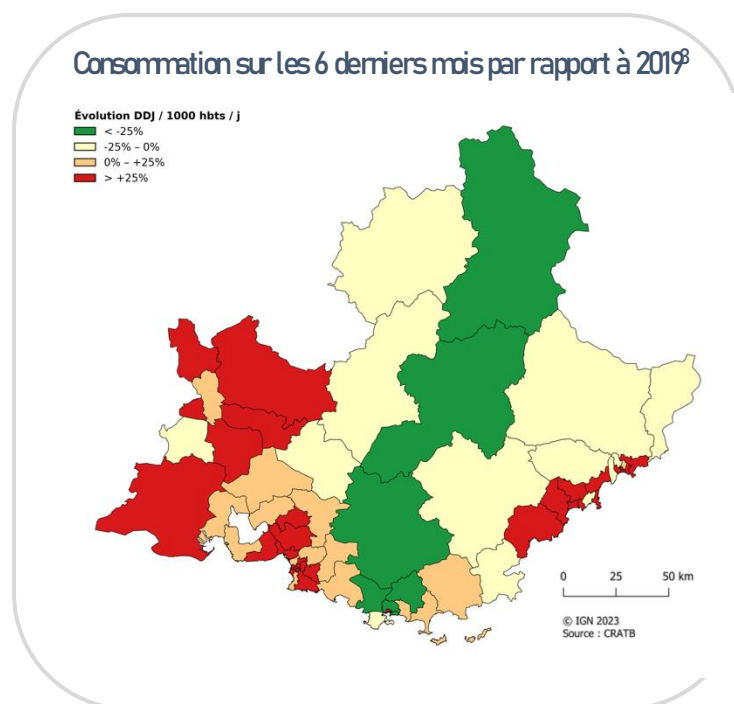 Consommation sur les 6 derniers mois par rapport à 2019⁸
Évolution DDJ / 1000 hbts / j
< -25%
-25% – 0%
0% – +25%
> +25%
0 25 50 km
© IGN 2023
Source : CRATB